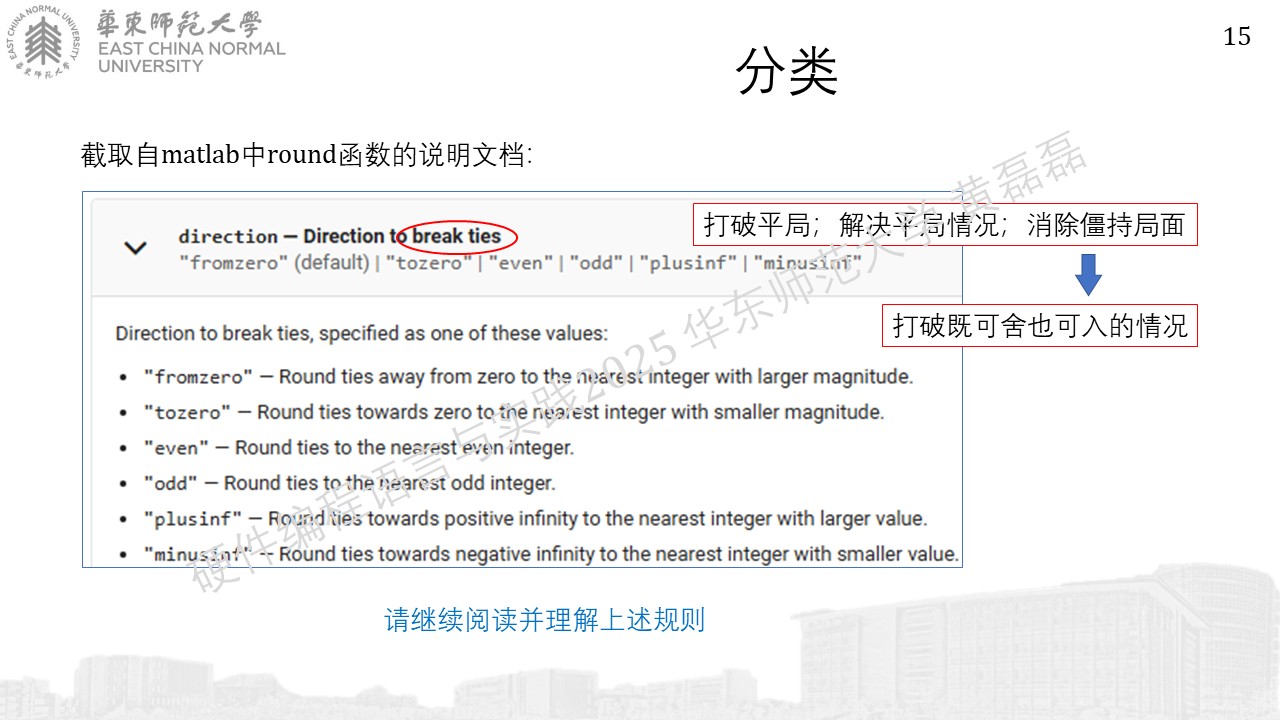 華東師范大學
EAST CHINA NORMAL
UNIVERSITY
15
分类
截取自matlab中round函数的说明文档:
direction — Direction to break ties
"fromzero" (default) | "tozero" | "even" | "odd" | "plusinf" | "minusinf"
打破平局；解决平局情况；消除僵持局面
打破既可舍也可入的情况
Direction to break ties, specified as one of these values:
• "fromzero" — Round ties away from zero to the nearest integer with larger magnitude.
• "tozero" — Round ties towards zero to the nearest integer with smaller magnitude.
• "even" — Round ties to the nearest even integer.
• "odd" — Round ties to the nearest odd integer.
• "plusinf" — Round ties towards positive infinity to the nearest integer with larger value.
• "minusinf" — Round ties towards negative infinity to the nearest integer with smaller value.
硬件编程语言与实践2025 华东师范大学 黄磊磊
请继续阅读并理解上述规则